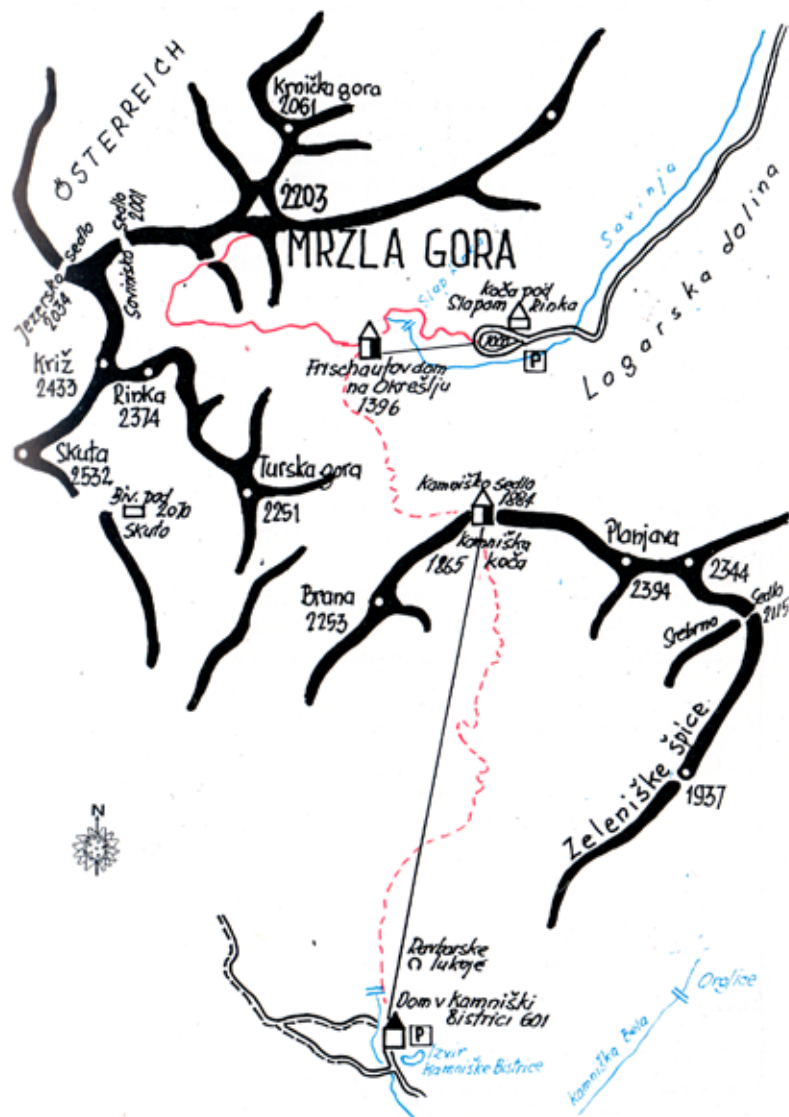 ÖSTERREICH
Krnička gora
2061
2203
MRZLA GORA
Savinjsko sedlo
2001
Jezersko sedlo
2034
Slap
Savinja
Logarska dolina
Koča pod
Slapom Rinka
P
Frischaufov dom
na Okrešlju
1396
Križ
2433
Rinka
2374
Skuta
2532
Biv. pod
2070
Skuto
Turska gora
2251
Kamniško sedlo
1884
Kamniška
koča
1865
Brana
2253
Planjava
2394
2344
Sedlo
2115
Srebrno
Zeleniške špice
1937
N
Orglice
Kamniška Bela
Dom v Kamniški
Bistrici 601
P
Izvir
Kamniške Bistrice